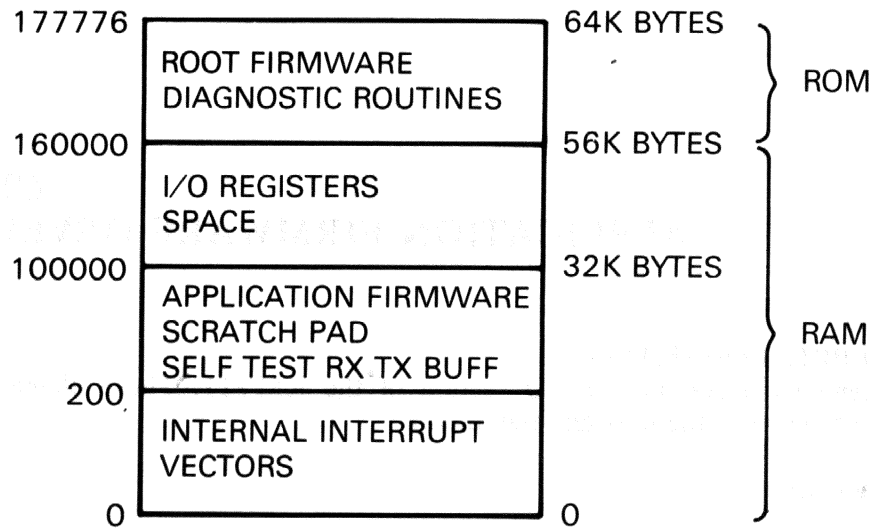 177776
64K BYTES
ROOT FIRMWARE
DIAGNOSTIC ROUTINES
ROM
160000
56K BYTES
I/O REGISTERS
SPACE
100000
32K BYTES
APPLICATION FIRMWARE
SCRATCH PAD
SELF TEST RX TX BUFF
RAM
200
INTERNAL INTERRUPT
VECTORS
0
0